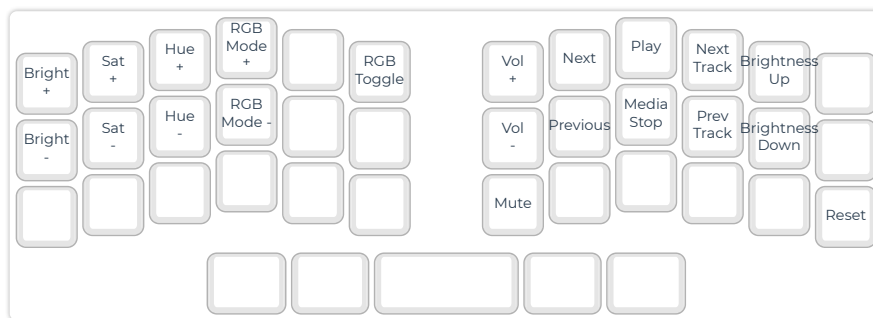 Bright
+
Sat
+
Hue
+
RGB
Mode
+
RGB
Toggle
Vol
+
Next
Play
Next
Track
Brightness
Up
Bright
-
Sat
-
Hue
-
RGB
Mode -
Vol
-
Previous
Media
Stop
Prev
Track
Brightness
Down
Mute
Reset